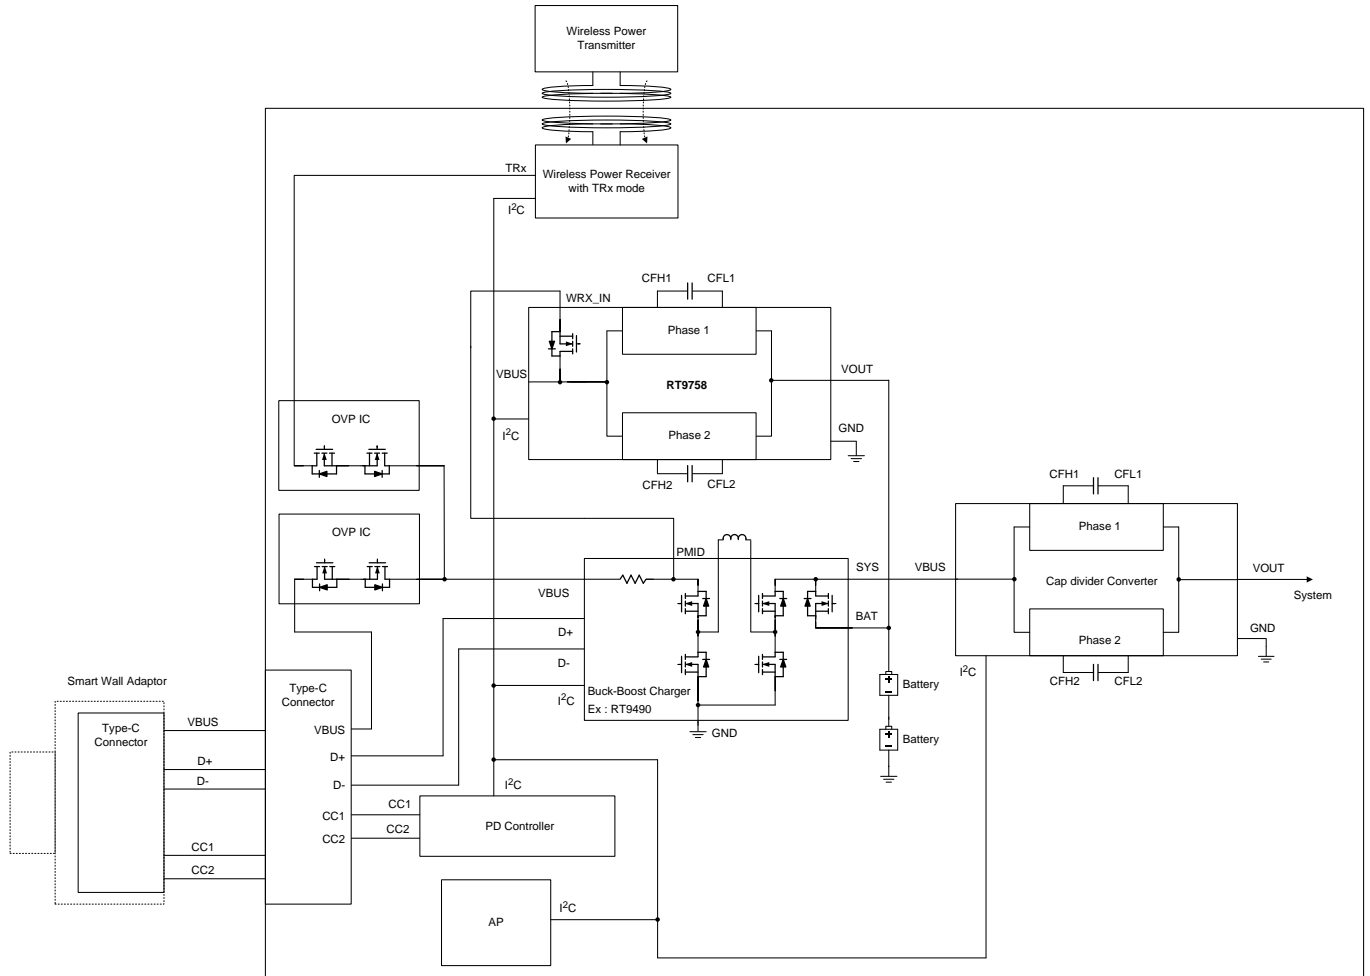 Wireless Power
Transmitter
TRx
Wireless Power Receiver
with TRx mode
I2C
CFH1
CFL1
WRX_IN
Phase 1
VBUS
RT9758
VOUT
Phase 2
I2C
GND
CFH2
CFL2
OVP IC
OVP IC
CFH1
CFL1
Phase 1
PMID
SYS
VBUS
Cap divider Converter
VOUT
System
VBUS
BAT
D+
D-
Phase 2
GND
I2C
CFH2
CFL2
I2C
Buck-Boost Charger
Ex : RT9490
GND
Battery
Battery
Smart Wall Adaptor
Type-C
Connector
VBUS
D+
D-
CC1
CC2
Type-C
Connector
VBUS
D+
D-
CC1
CC2
CC1
CC2
I2C
PD Controller
AP
I2C